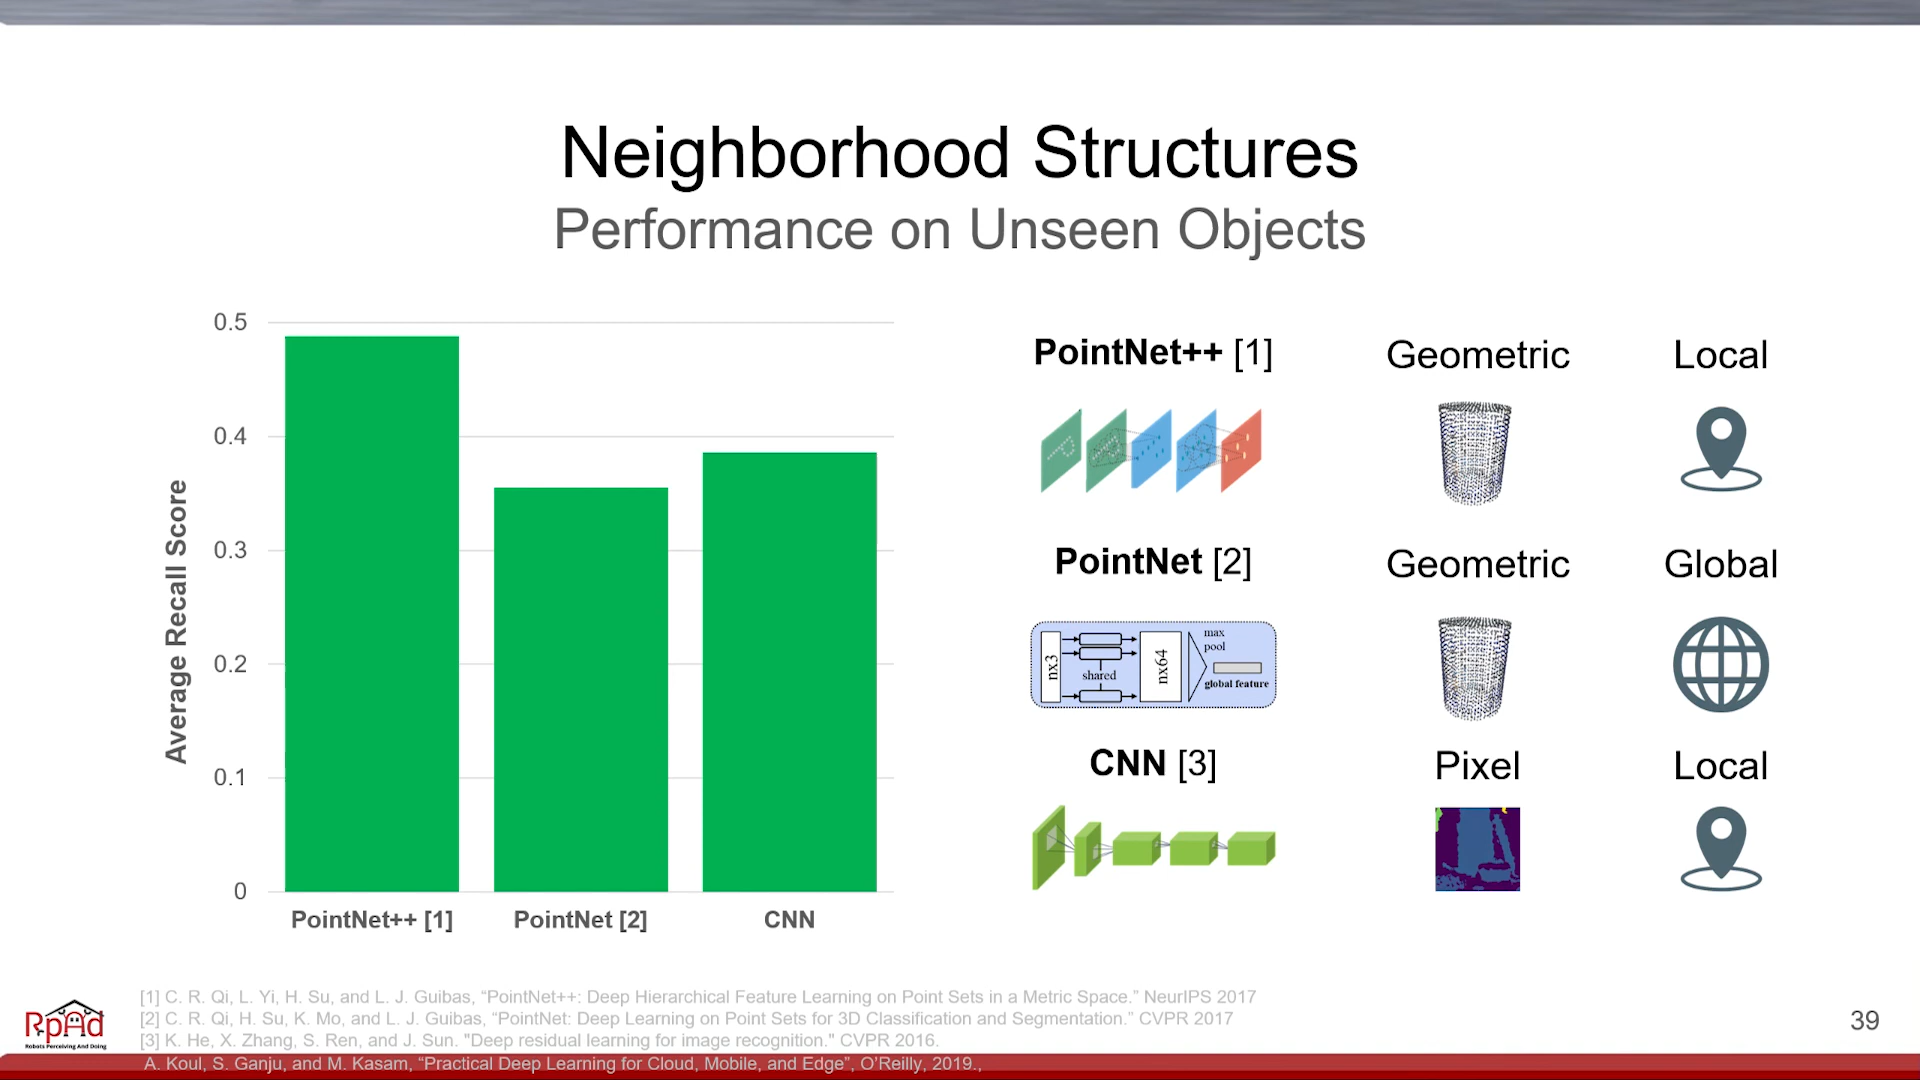 Neighborhood Structures
Performance on Unseen Objects
Average Recall Score
0.5
0.4
0.3
0.2
0.1
0
PointNet++ [1]
PointNet [2]
CNN
PointNet++ [1]
Geometric
Local
PointNet [2]
Geometric
Global
nx3
shared
nx64
max
pool
global feature
CNN [3]
Pixel
Local
[1] C. R. Qi, L. Yi, H. Su, and L. J. Guibas, “PointNet++: Deep Hierarchical Feature Learning on Point Sets in a Metric Space.” NeurIPS 2017
[2] C. R. Qi, H. Su, K. Mo, and L. J. Guibas, “PointNet: Deep Learning on Point Sets for 3D Classification and Segmentation.” CVPR 2017
[3] K. He, X. Zhang, S. Ren, and J. Sun. "Deep residual learning for image recognition." CVPR 2016.
A. Koul, S. Ganju, and M. Kasam, “Practical Deep Learning for Cloud, Mobile, and Edge”, O’Reilly, 2019.,
RpAd
Robots Perceiving And Doing
39